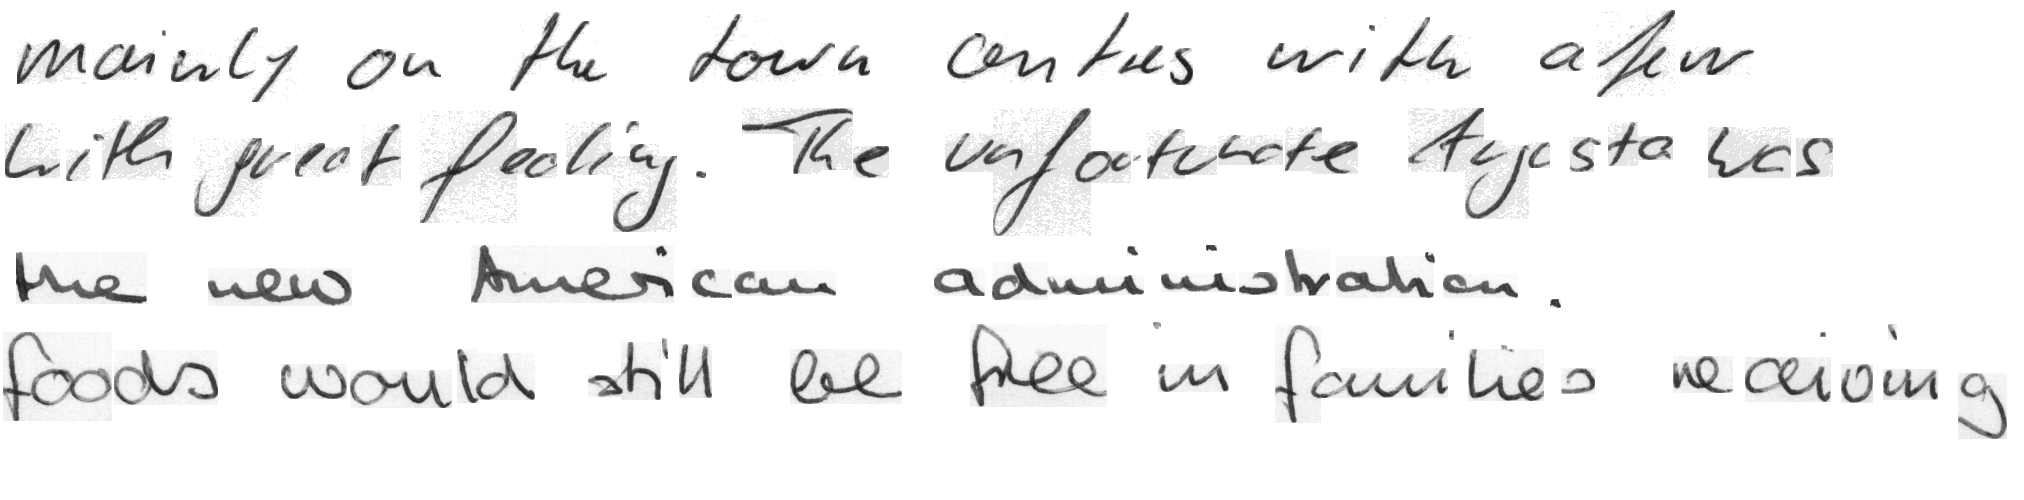 mainly on the town centres with a few
with great feeling. The unfortunate Augusta was
the new American administration.
foods would still be free in families receiving